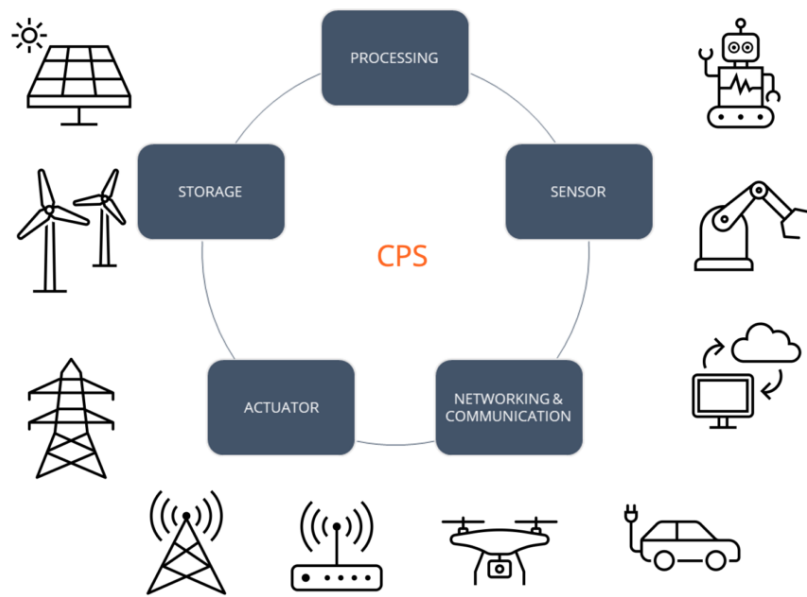 PROCESSING
STORAGE
SENSOR
CPS
ACTUATOR
NETWORKING &
COMMUNICATION